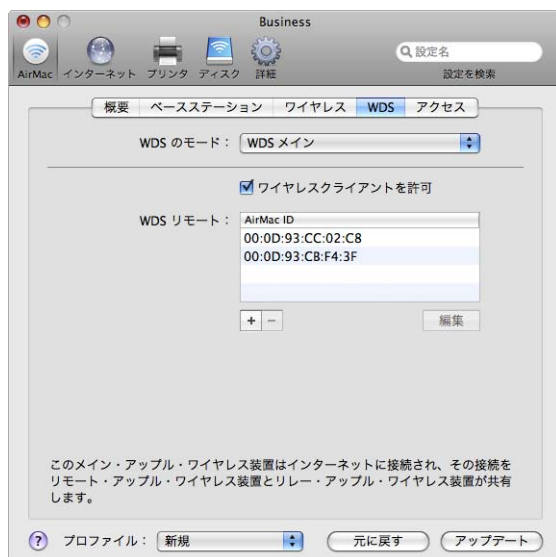 Business
設定名
AirMac インターネット プリンタ ディスク 詳細 設定を検索
概要 ベースステーション ワイヤレス WDS アクセス
WDS のモード： WDS メイン
ワイヤレスクライアントを許可
WDS リモート： AirMac ID
00:0D:93:CC:02:C8
00:0D:93:CB:F4:3F
+ − 編集
このメイン・アップル・ワイヤレス装置はインターネットに接続され、その接続を
リモート・アップル・ワイヤレス装置とリレー・アップル・ワイヤレス装置が共有
します。
? プロファイル： 新規 元に戻す アップデート